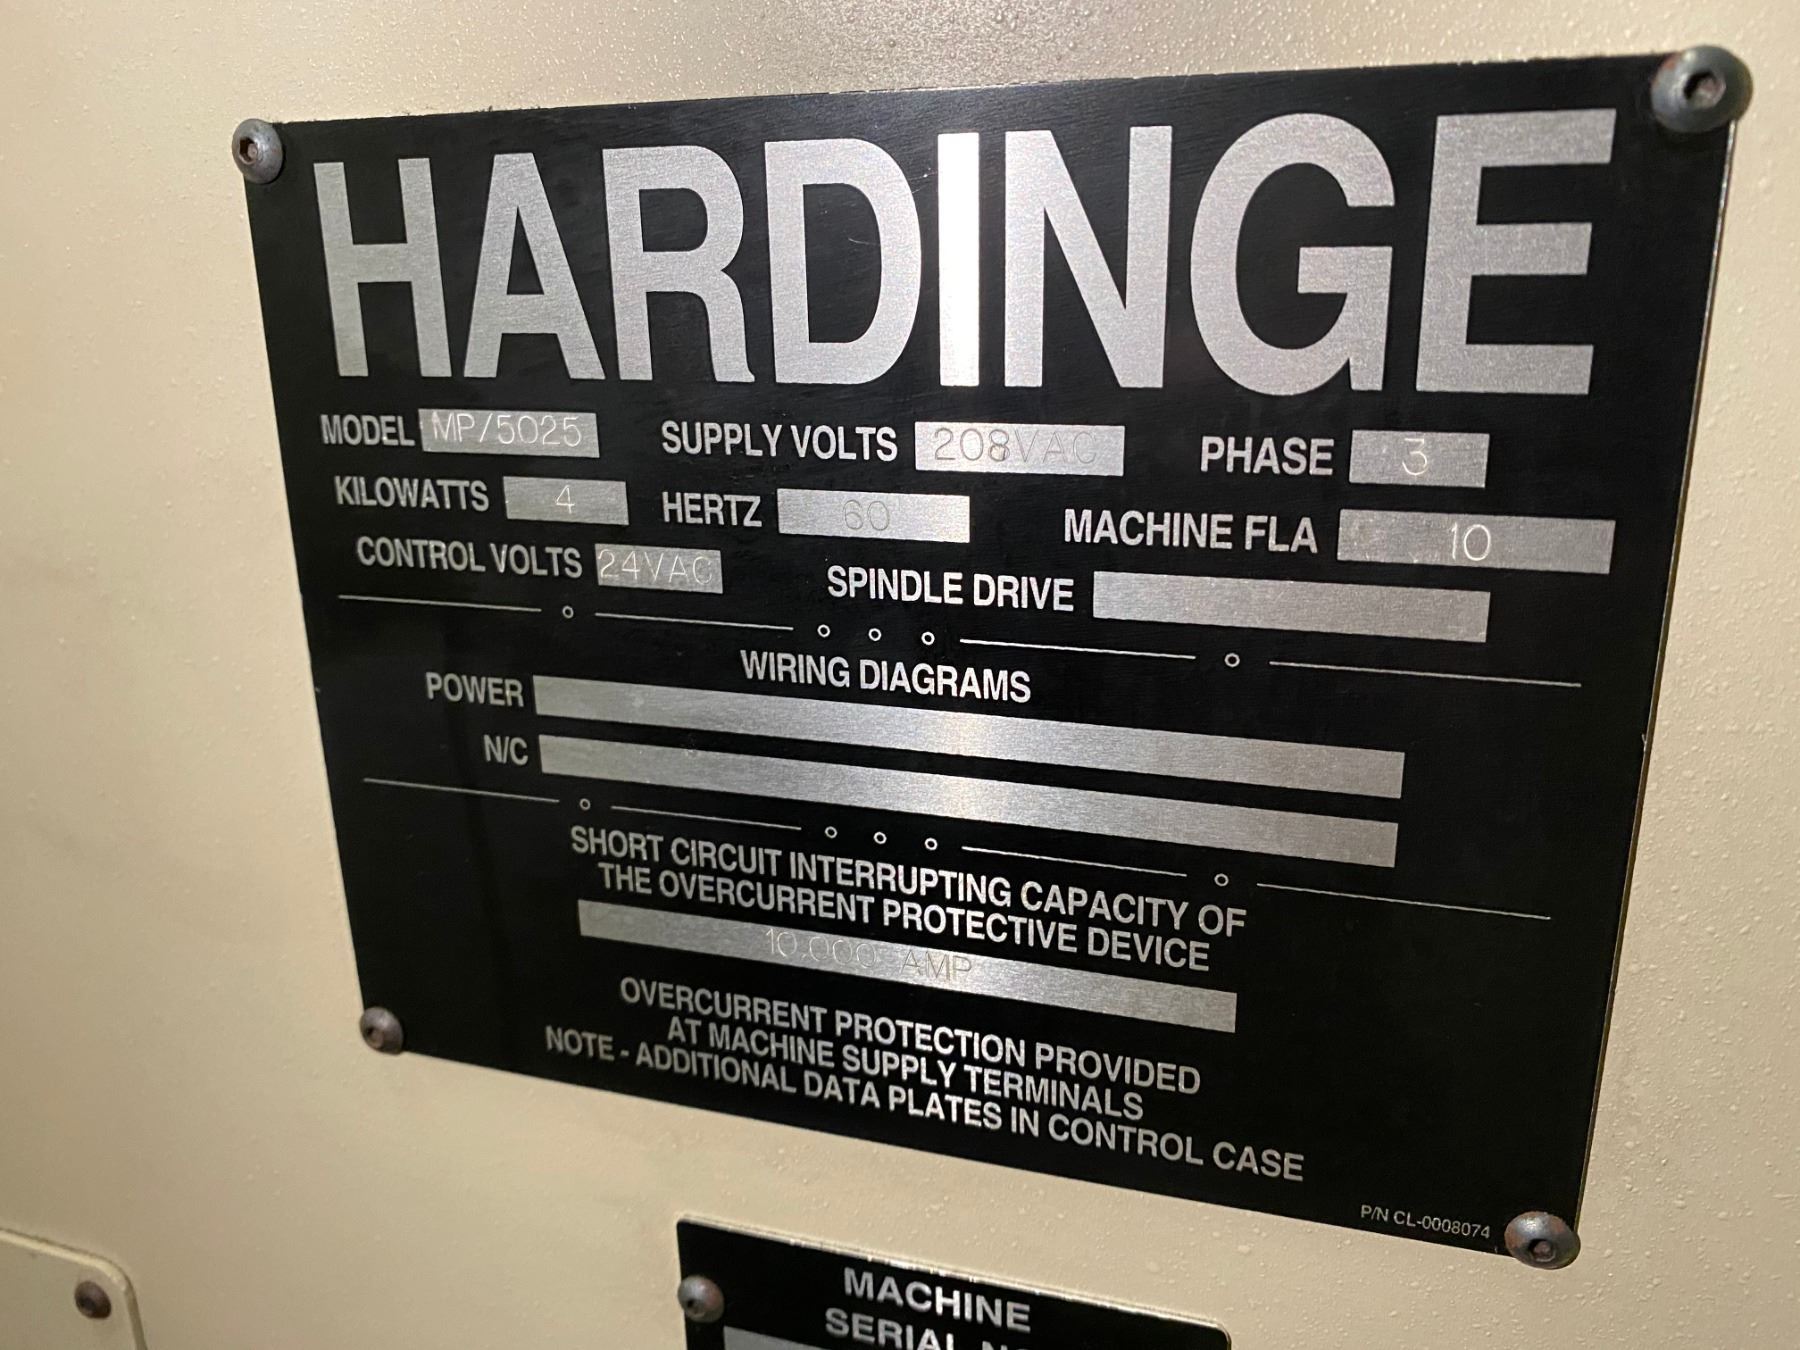 HARDINGE
MODEL MP/5025 SUPPLY VOLTS 208VAC PHASE 3
KILOWATTS 4 HERTZ 60 MACHINE FLA 10
CONTROL VOLTS 24VAC SPINDLE DRIVE
WIRING DIAGRAMS
POWER
N/C
SHORT CIRCUIT INTERRUPTING CAPACITY OF
THE OVERCURRENT PROTECTIVE DEVICE
10,000 AMP
OVERCURRENT PROTECTION PROVIDED
AT MACHINE SUPPLY TERMINALS
NOTE - ADDITIONAL DATA PLATES IN CONTROL CASE
P/N CL-0008074
MACHINE
SERIAL